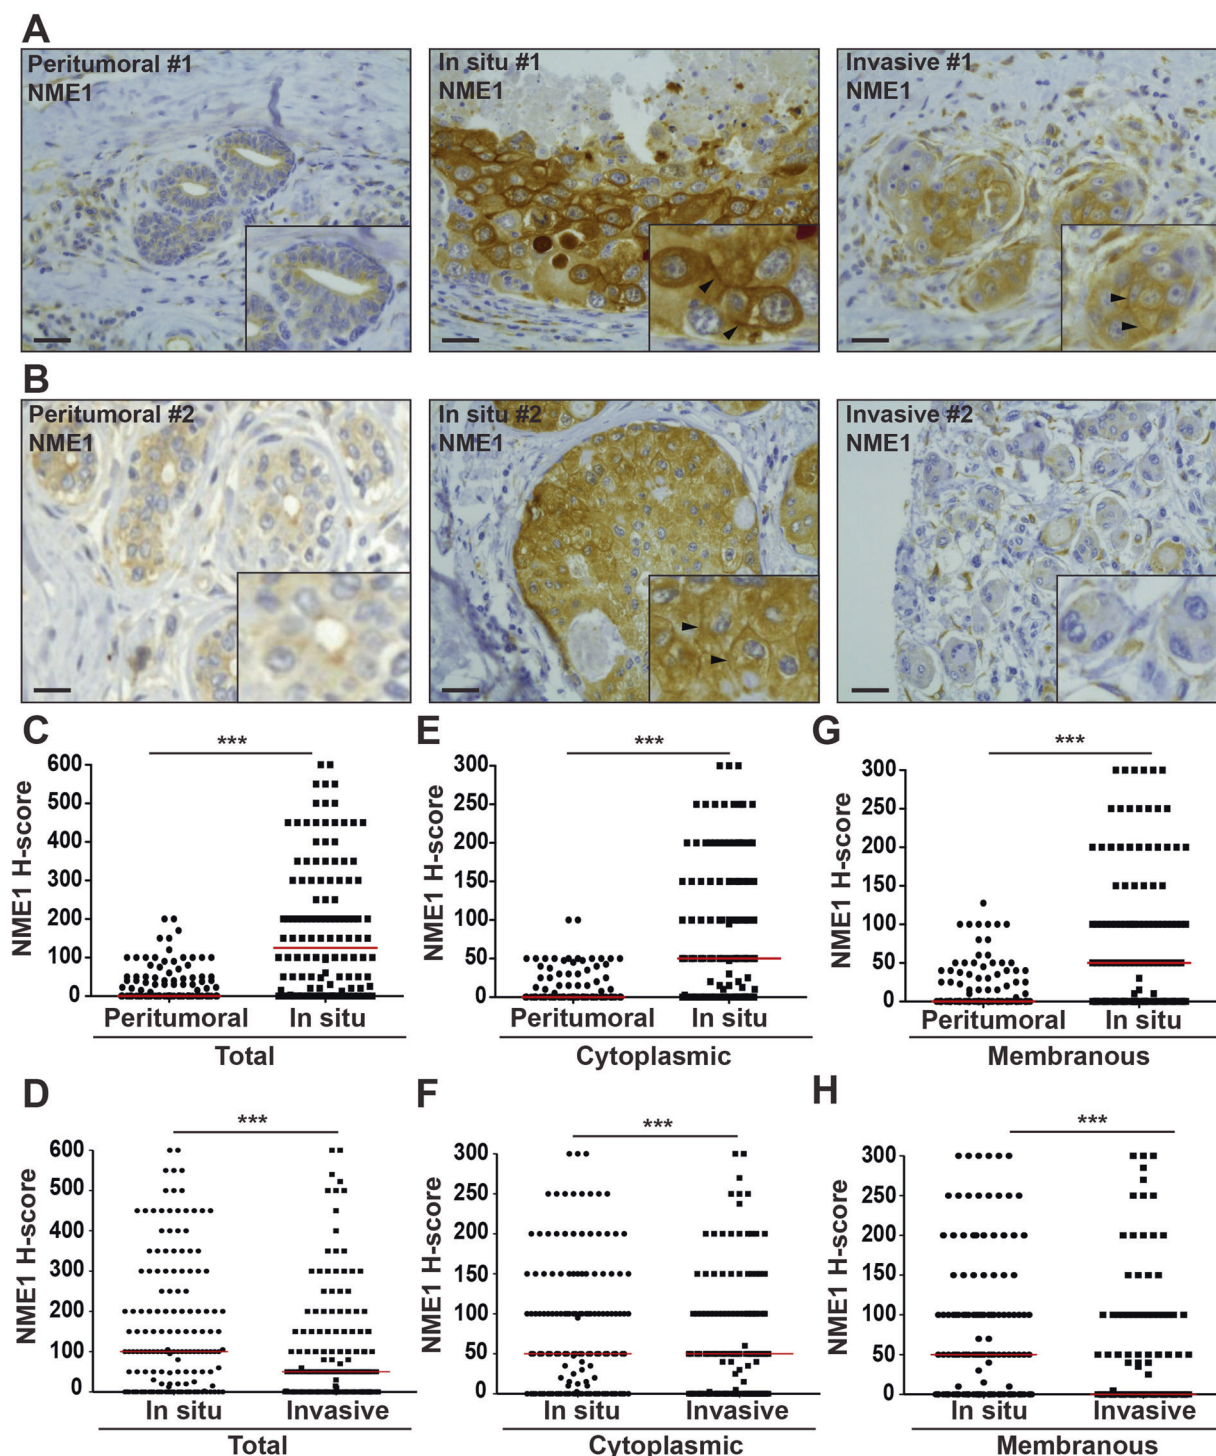 A
Peritumoral #1
NME1
In situ #1
NME1
Invasive #1
NME1
B
Peritumoral #2
NME1
In situ #2
NME1
Invasive #2
NME1
C
***
NME1 H-score
600
500
400
300
200
100
0
Peritumoral In situ
Total
E
***
NME1 H-score
300
250
200
150
100
50
0
Peritumoral In situ
Cytoplasmic
G
***
NME1 H-score
300
250
200
150
100
50
0
Peritumoral In situ
Membranous
D
***
NME1 H-score
600
500
400
300
200
100
0
In situ Invasive
Total
F
***
NME1 H-score
300
250
200
150
100
50
0
In situ Invasive
Cytoplasmic
H
***
NME1 H-score
300
250
200
150
100
50
0
In situ Invasive
Membranous